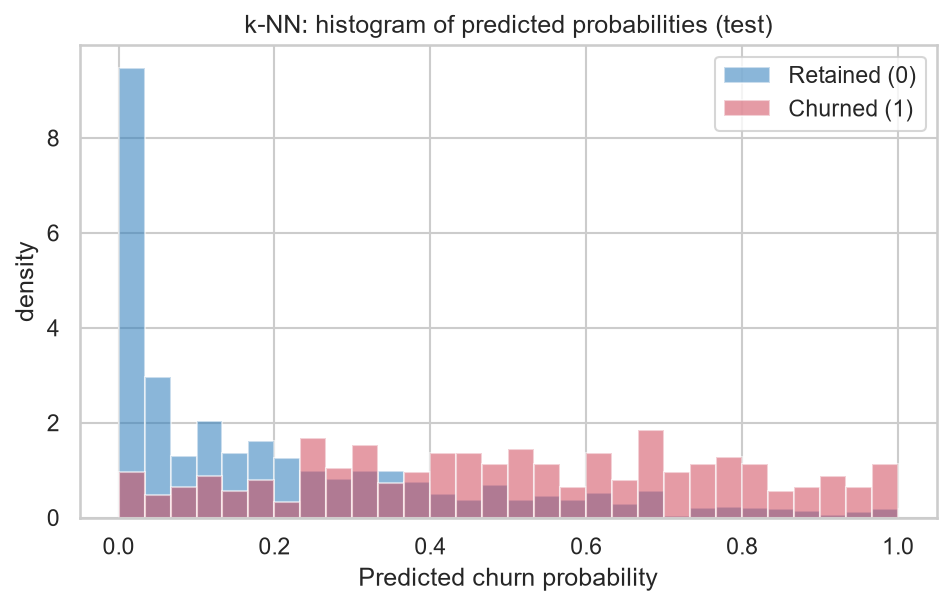 k-NN: histogram of predicted probabilities (test)
Retained (0)
Churned (1)
density
8
6
4
2
0
0.0 0.2 0.4 0.6 0.8 1.0
Predicted churn probability